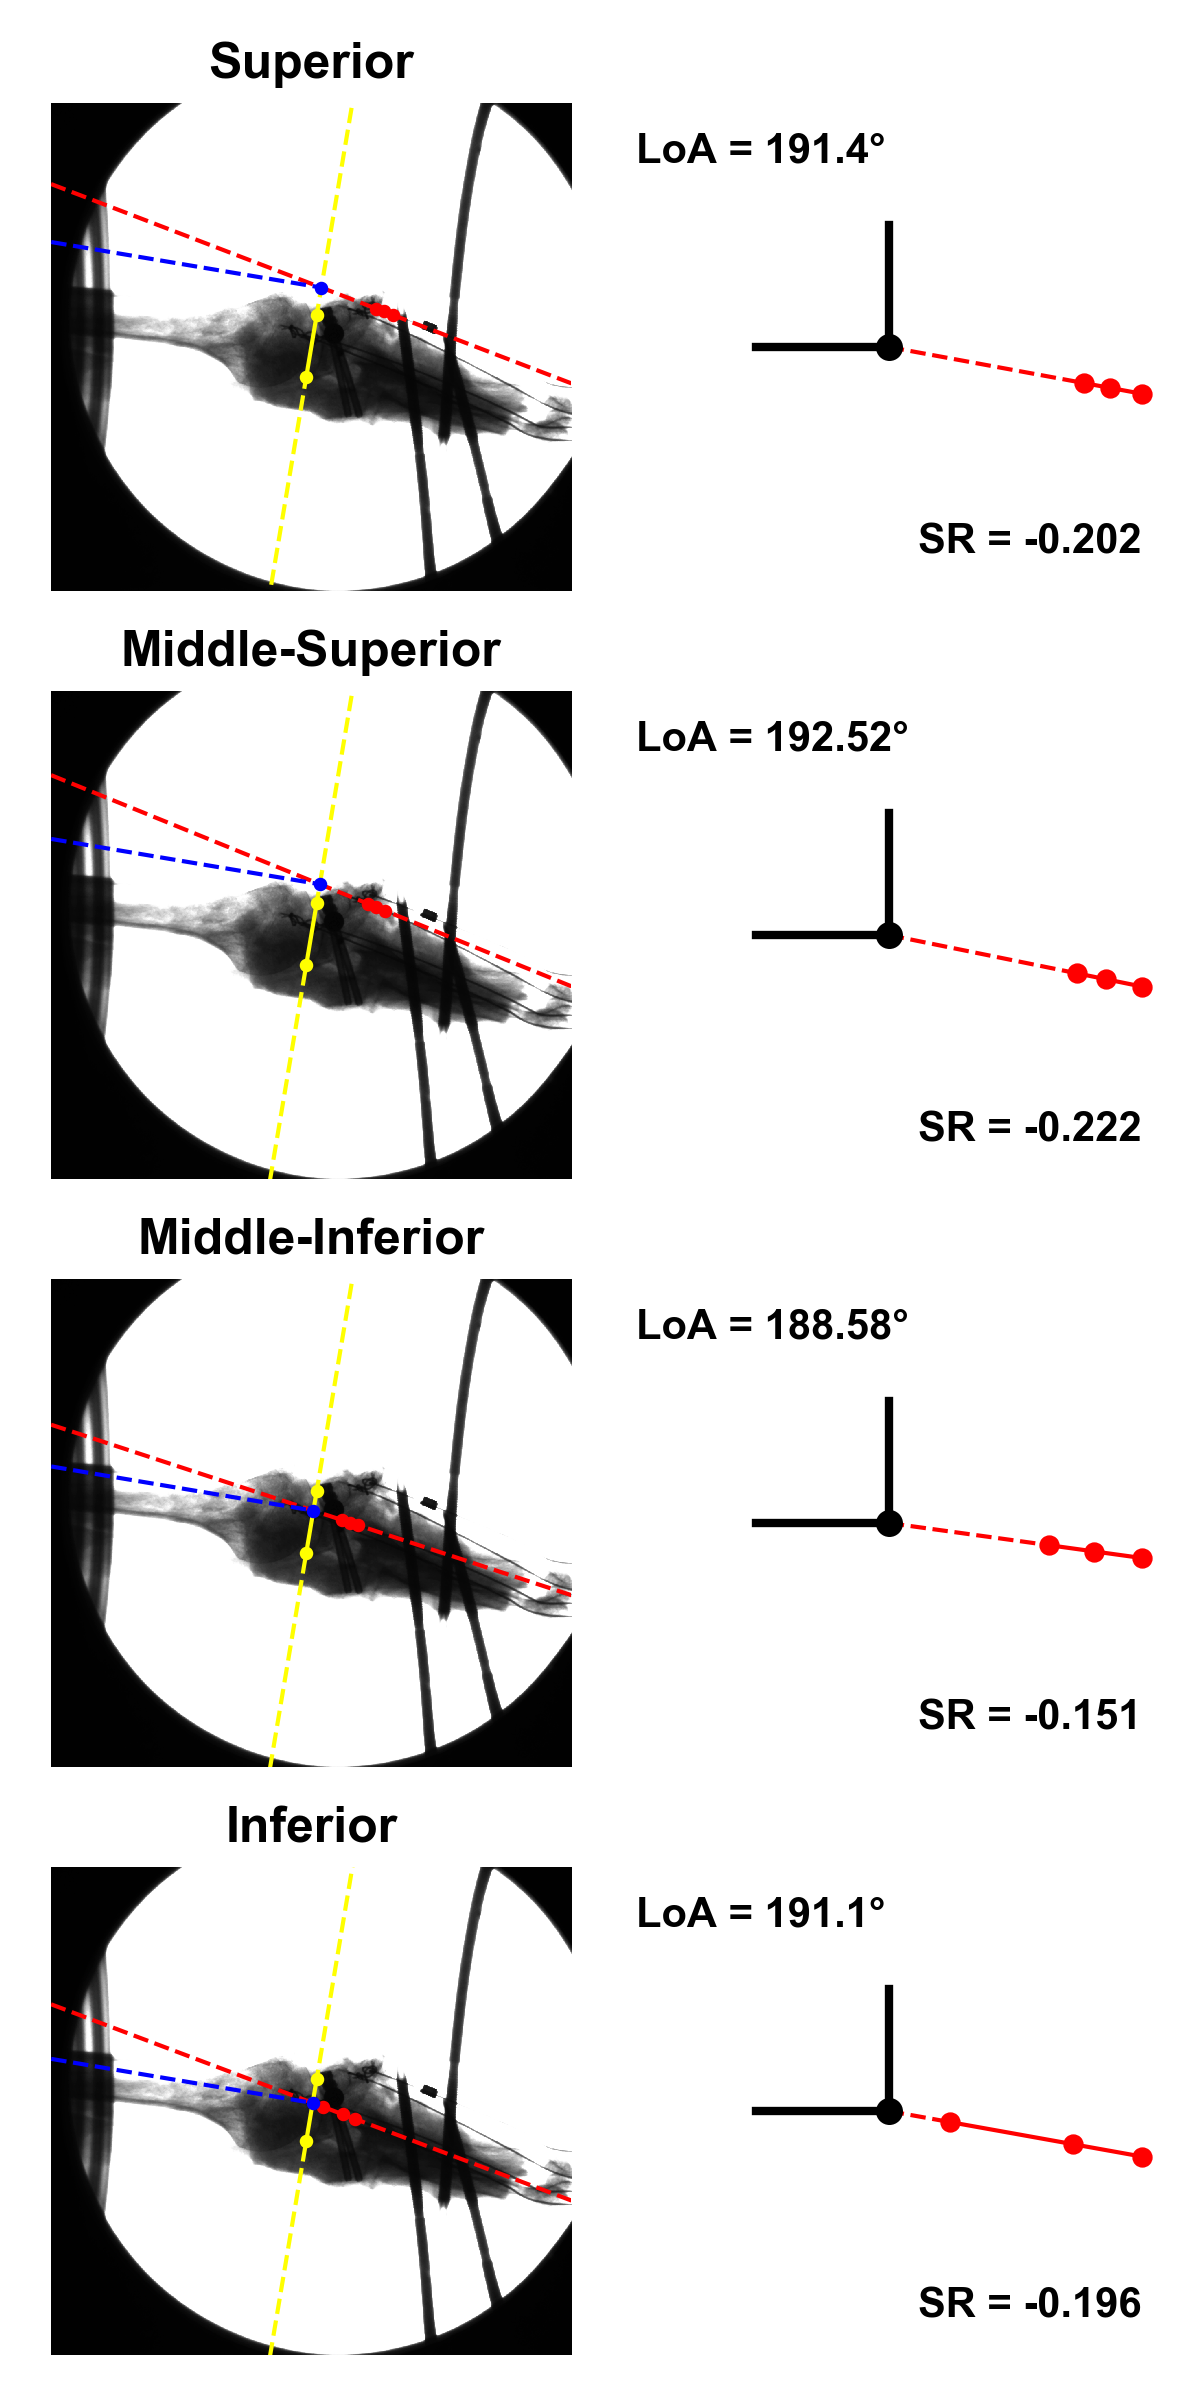 Superior
LoA = 191.4°
SR = -0.202
Middle-Superior
LoA = 192.52°
SR = -0.222
Middle-Inferior
LoA = 188.58°
SR = -0.151
Inferior
LoA = 191.1°
SR = -0.196